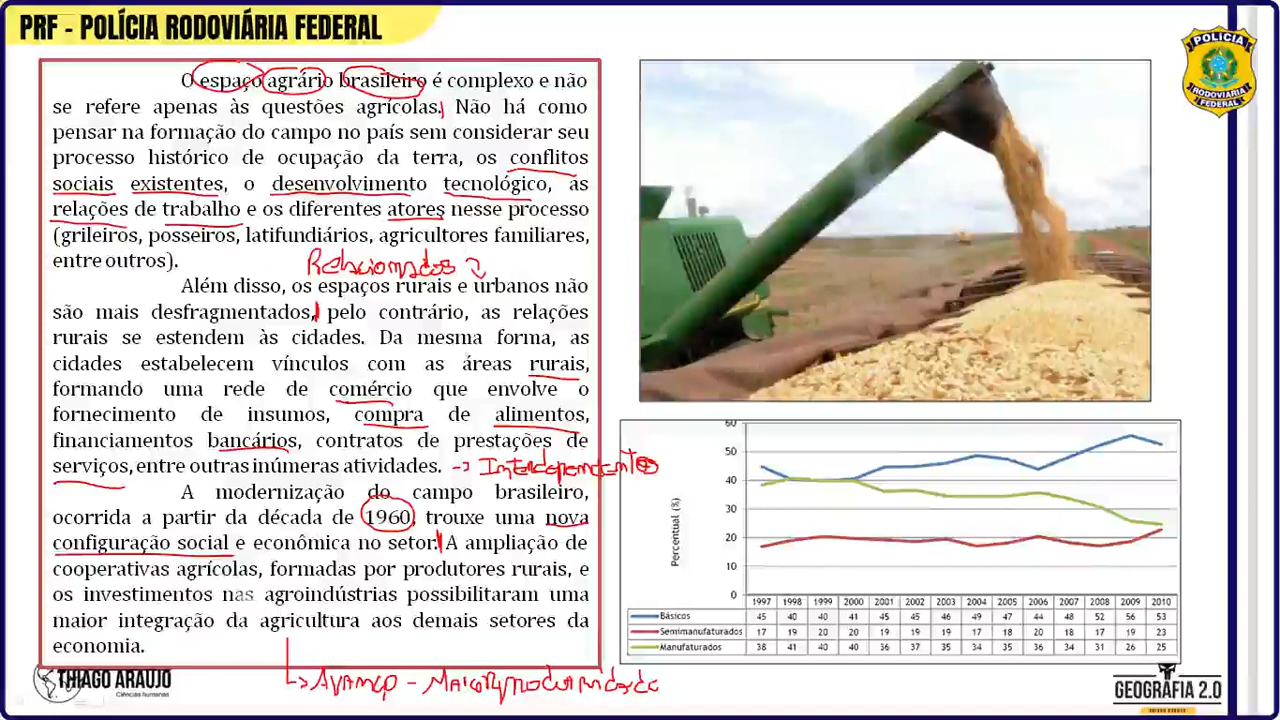 PRF - POLÍCIA RODOVIÁRIA FEDERAL
POLÍCIA
RODOVIÁRIA
FEDERAL
O espaço agrário brasileiro é complexo e não
se refere apenas às questões agrícolas. Não há como
pensar na formação do campo no país sem considerar seu
processo histórico de ocupação da terra, os conflitos
sociais existentes, o desenvolvimento tecnológico, as
relações de trabalho e os diferentes atores nesse processo
(grileiros, posseiros, latifundiários, agricultores familiares,
entre outros).
Relacionados
Além disso, os espaços rurais e urbanos não
são mais desfragmentados, pelo contrário, as relações
rurais se estendem às cidades. Da mesma forma, as
cidades estabelecem vínculos com as áreas rurais,
formando uma rede de comércio que envolve o
fornecimento de insumos, compra de alimentos,
financiamentos bancários, contratos de prestações de
serviços, entre outras inúmeras atividades. -> Interdependentes
A modernização do campo brasileiro,
ocorrida a partir da década de 1960, trouxe uma nova
configuração social e econômica no setor. A ampliação de
cooperativas agrícolas, formadas por produtores rurais, e
os investimentos nas agroindústrias possibilitaram uma
maior integração da agricultura aos demais setores da
economia.
Avanço - Maior produtividade
60
50
40
30
20
10
0
Percentual (%)
1997 1998 1999 2000 2001 2002 2003 2004 2005 2006 2007 2008 2009 2010
Básicos 45 40 40 41 45 45 46 49 48 44 48 52 56 53
Semimanufaturados 17 19 20 20 19 19 19 17 18 20 18 17 19 23
Manufaturados 38 41 40 40 36 37 35 34 35 36 34 31 26 25
THIAGO ARAUJO
Ciências humanas
GEOGRAFIA 2.0